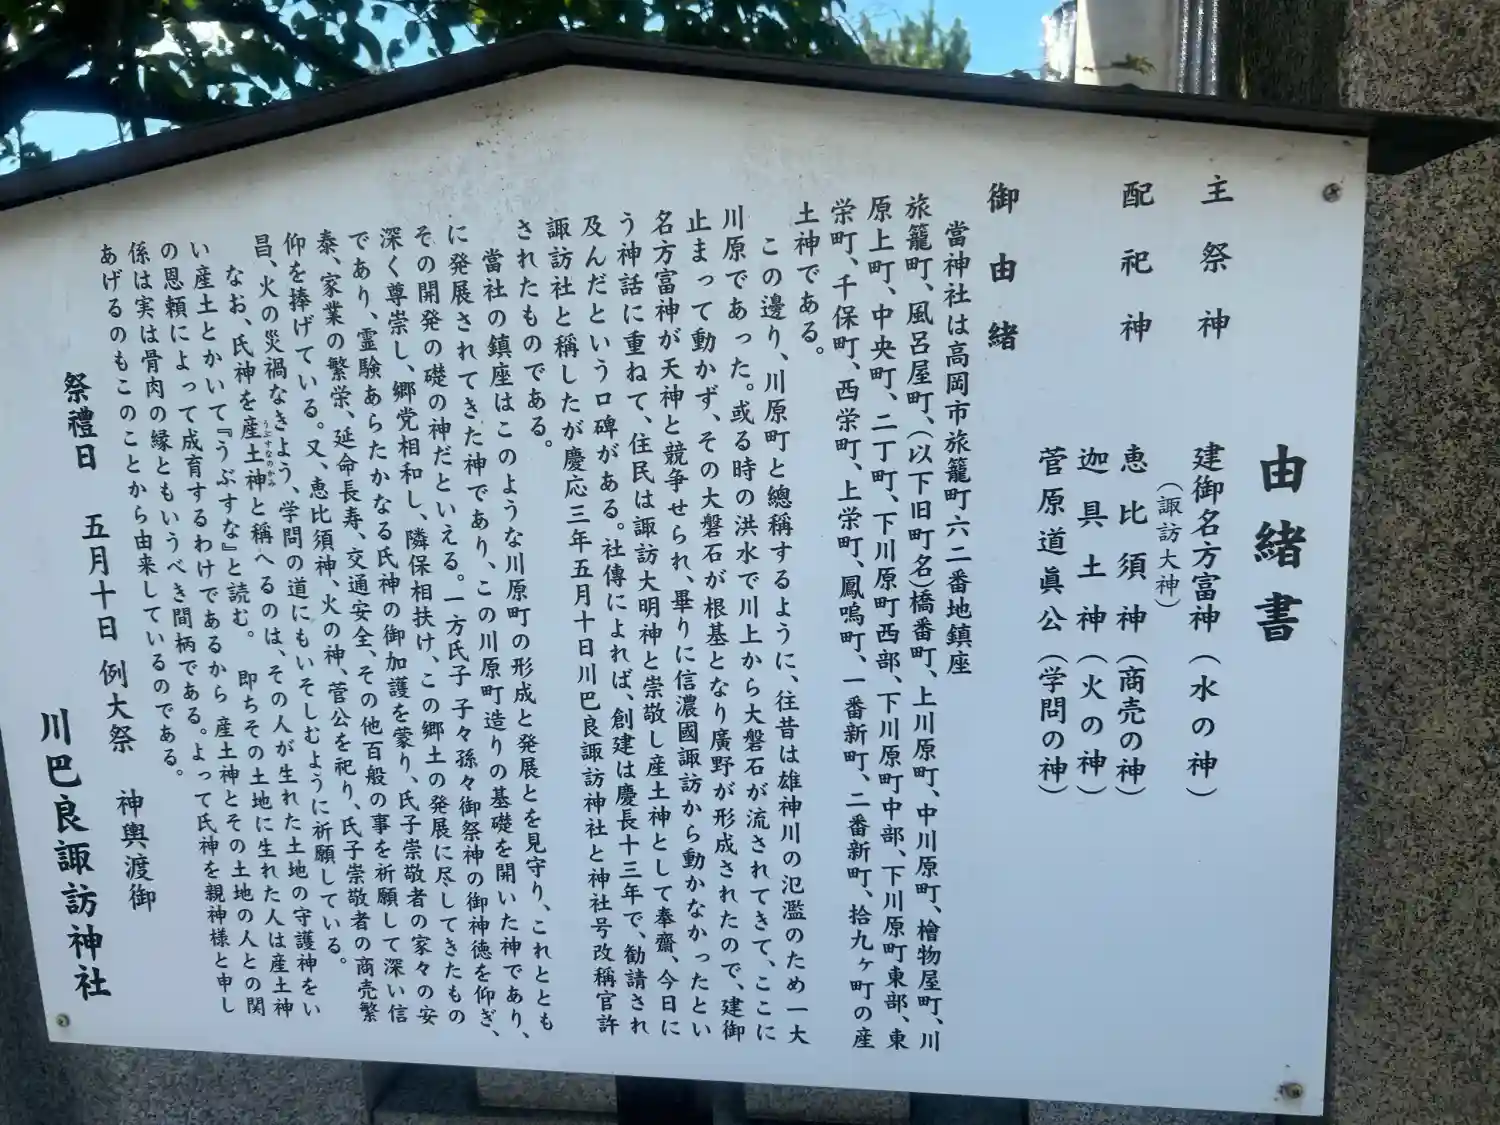 由緒書
主祭神　建御名方富神（水の神）
（諏訪大神）
配祀神　恵比須神（商売の神）
迦具土神（火の神）
菅原道眞公（学問の神）
御由緒
當神社は高岡市旅籠町六二番地鎮座
旅籠町、風呂屋町、（以下旧町名）橋番町、上川原町、中川原町、檜物屋町、川
原上町、中央町、二丁町、下川原町西部、下川原町中部、下川原町東部、東
栄町、千保町、西栄町、上栄町、鳳鳴町、一番新町、二番新町、拾九ヶ町の産
土神である。
この邊り、川原町と總稱するように、往昔は雄神川の氾濫のため一大
川原であった。或る時の洪水で川上から大磐石が流されてきて、ここに
止まって動かず、その大磐石が根基となり廣野が形成されたので、建御
名方富神が天神と競争せられ、畢りに信濃國諏訪から動かなかったとい
う神話に重ねて、住民は諏訪大明神と崇敬し産土神として奉齋、今日に
及んだという口碑がある。社傳によれば、創建は慶長十三年で、勧請され
諏訪社と稱したが慶応三年五月十日川巴良諏訪神社と神社号改稱官許
されたものである。
當社の鎮座はこのような川原町の形成と発展とを見守り、これととも
に発展されてきた神であり、この川原町造りの基礎を開いた神であり、
その開発の礎の神だといえる。一方氏子 子々孫々御祭神の御神徳を仰ぎ、
深く尊崇し、郷党相和し、隣保相扶け、この郷土の発展に尽してきたもの
であり、霊験あらたかなる氏神の御加護を蒙り、氏子崇敬者の家々の安
泰、家業の繁栄、延命長寿、交通安全、その他百般の事を祈願して深い信
仰を捧げている。又、恵比須神、火の神、菅公を祀り、氏子崇敬者の商売繁
昌、火の災禍なきよう、学問の道にもいそしむように祈願している。
なお、氏神を産土神と稱へるのは、その人が生れた土地の守護神をい
うぶすなのかみ
い産土とかいて『うぶすな』と読む。即ちその土地に生れた人は産土神
の恩頼によって成育するわけであるから 産土神とその土地の人との関
係は実は骨肉の縁ともいうべき間柄である。よって氏神を親神様と申し
あげるのもこのことから由来しているのである。
祭禮日　五月十日 例大祭　神輿渡御
川巴良諏訪神社